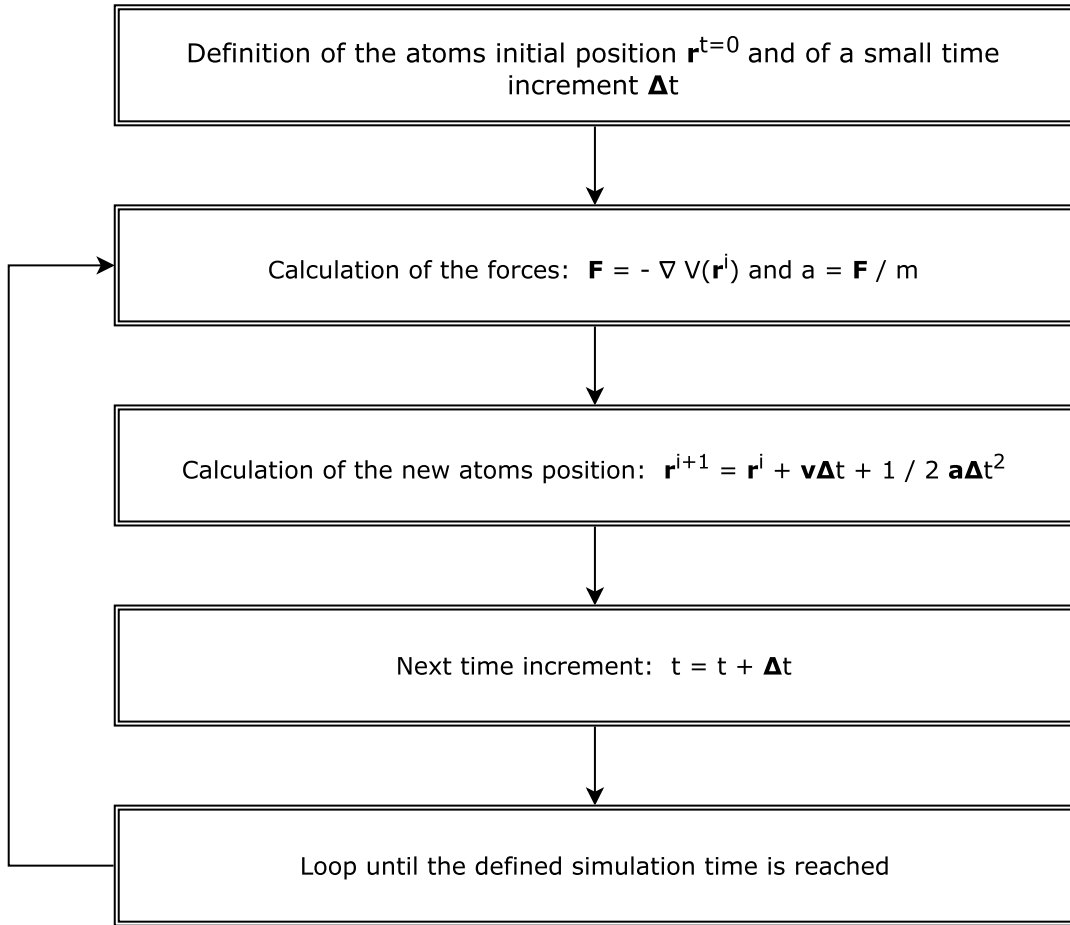 Definition of the atoms initial position r^t=0 and of a small time
increment Δt
Calculation of the forces: F = - ∇ V(r^i) and a = F / m
Calculation of the new atoms position: r^i+1 = r^i + vΔt + 1 / 2 aΔt^2
Next time increment: t = t + Δt
Loop until the defined simulation time is reached